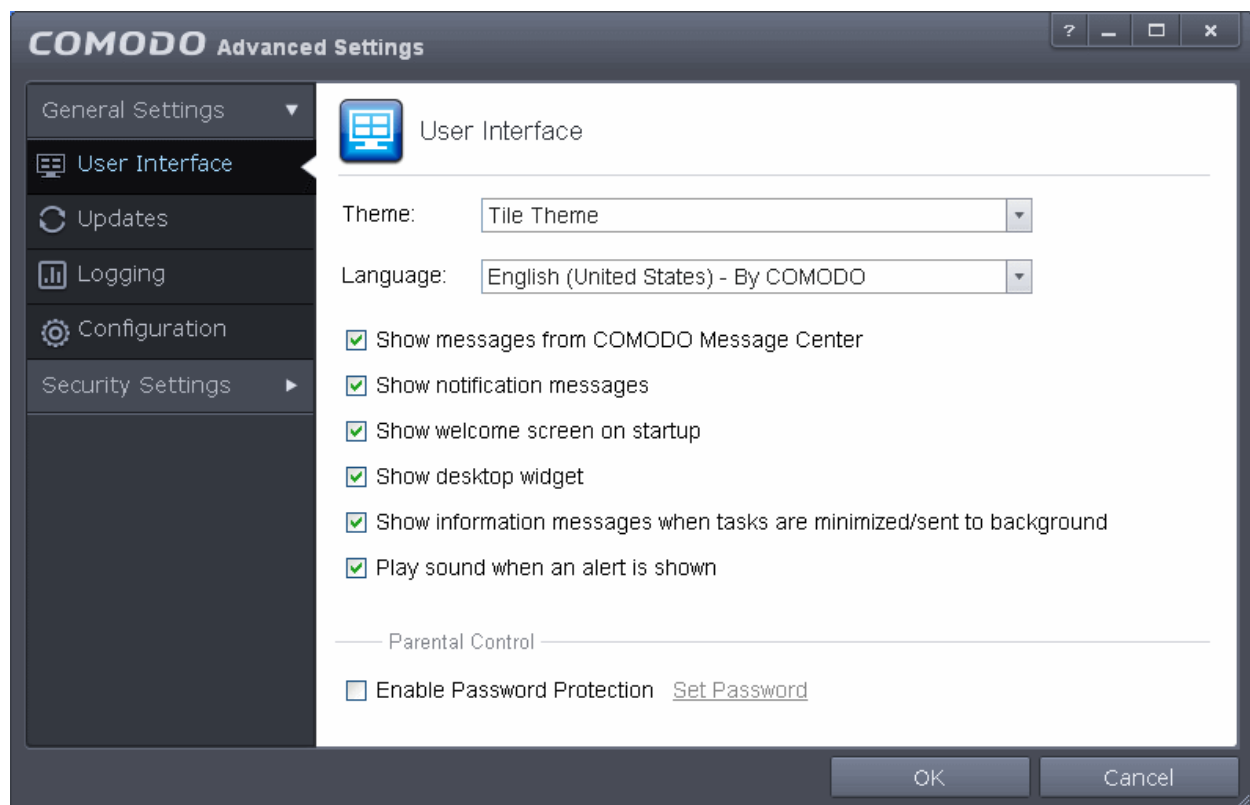 COMODO Advanced Settings
?
General Settings
User Interface
Updates
Logging
Configuration
Security Settings
User Interface
Theme: Tile Theme
Language: English (United States) - By COMODO
Show messages from COMODO Message Center
Show notification messages
Show welcome screen on startup
Show desktop widget
Show information messages when tasks are minimized/sent to background
Play sound when an alert is shown
Parental Control
Enable Password Protection Set Password
OK Cancel